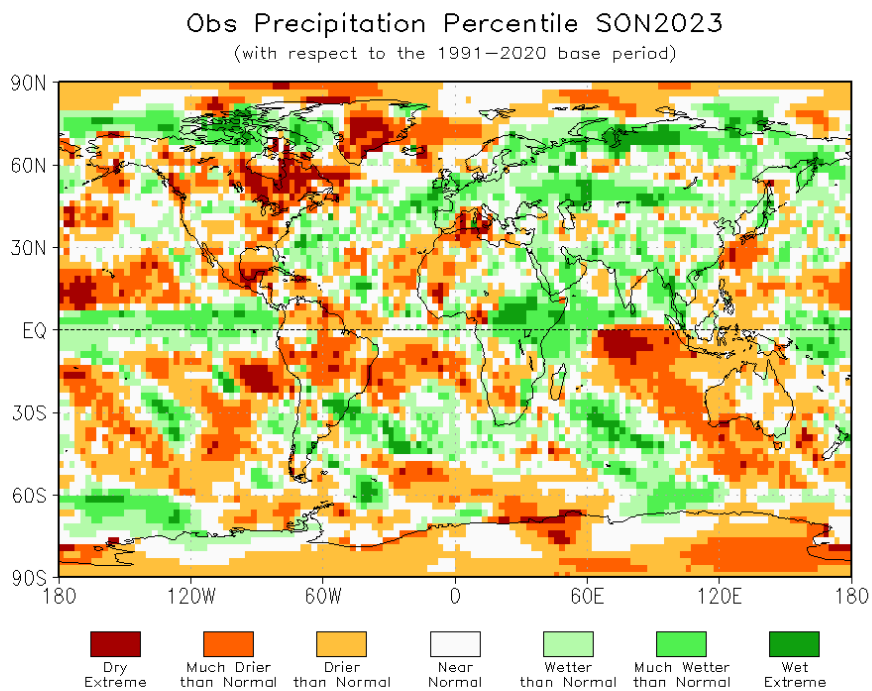 Obs Precipitation Percentile SON2023
(with respect to the 1991–2020 base period)
90N
60N
30N
EQ
30S
60S
90S
180 120W 60W 0 60E 120E 180
Dry Extreme
Much Drier than Normal
Drier than Normal
Near Normal
Wetter than Normal
Much Wetter than Normal
Wet Extreme